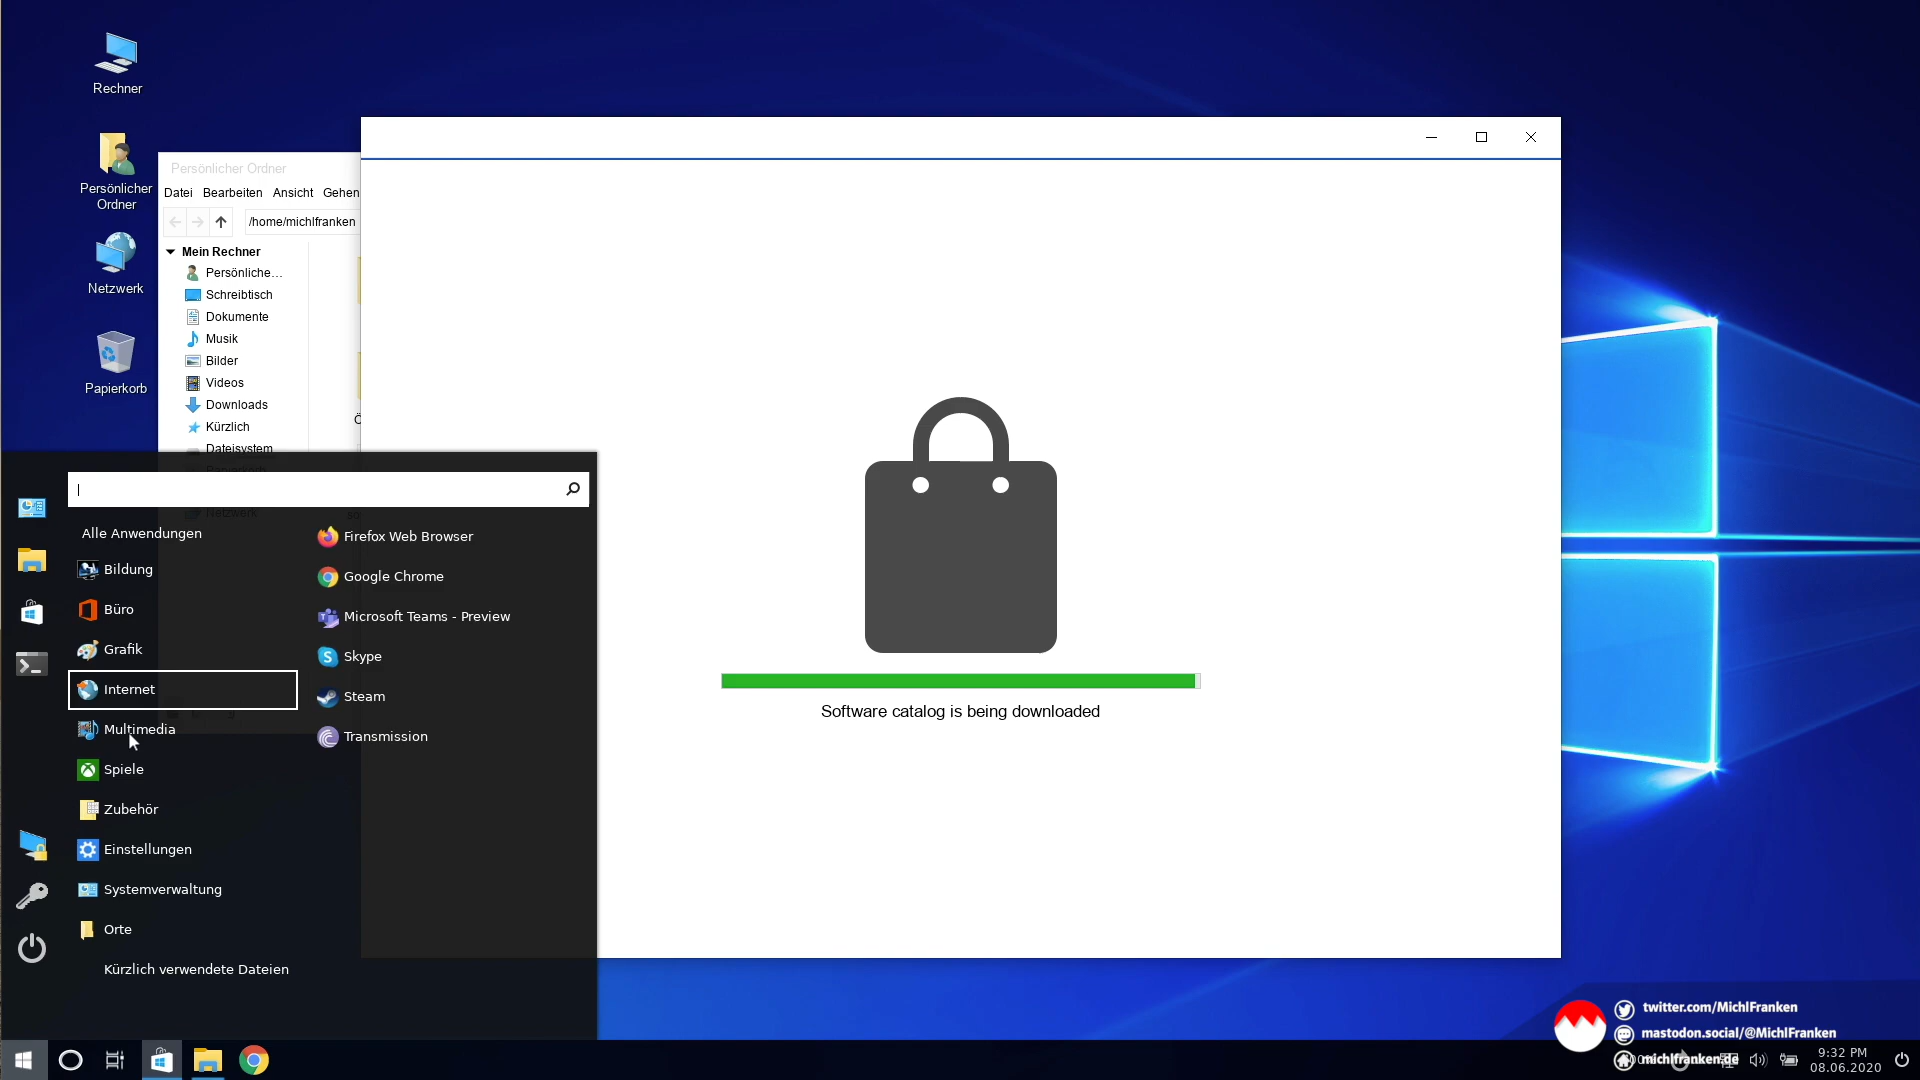 Rechner
Persönlicher
Ordner
Netzwerk
Papierkorb
Persönlicher Ordner
Datei Bearbeiten Ansicht Gehen
/home/michlfranken
Mein Rechner
Persönliche...
Schreibtisch
Dokumente
Musik
Bilder
Videos
Downloads
Kürzlich
Dateisystem
Papierkorb
Netzwerk
Alle Anwendungen
Bildung
Büro
Grafik
Internet
Multimedia
Spiele
Zubehör
Einstellungen
Systemverwaltung
Orte
Kürzlich verwendete Dateien
Firefox Web Browser
Google Chrome
Microsoft Teams - Preview
Skype
Steam
Transmission
Software catalog is being downloaded
twitter.com/MichlFranken
mastodon.social/@MichlFranken
michlfranken.de
9:32 PM
08.06.2020